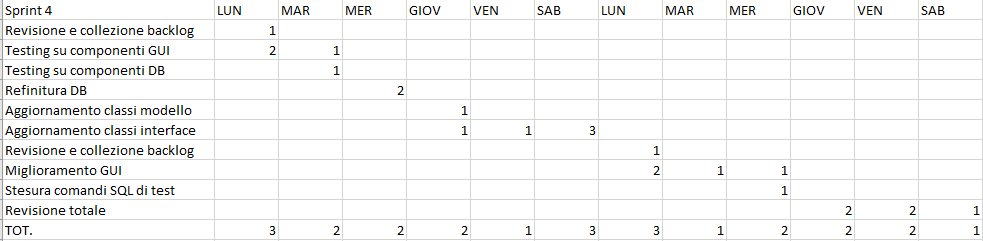 Sprint 4 LUN MAR MER GIOV VEN SAB LUN MAR MER GIOV VEN SAB
Revisione e collezione backlog 1
Testing su componenti GUI 2 1
Testing su componenti DB 1
Refinitura DB 2
Aggiornamento classi modello 1
Aggiornamento classi interface 1 1 3
Revisione e collezione backlog 1
Miglioramento GUI 2 1 1
Stesura comandi SQL di test 1
Revisione totale 2 2 1
TOT. 3 2 2 2 1 3 3 1 2 2 2 1